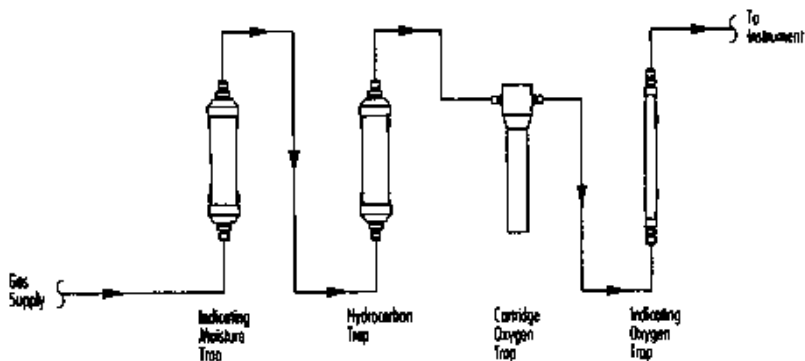 To
Instrument
Gas
Supply
Indicating
Moisture
Trap
Hydrocarbon
Trap
Cartridge
Oxygen
Trap
Indicating
Oxygen
Trap